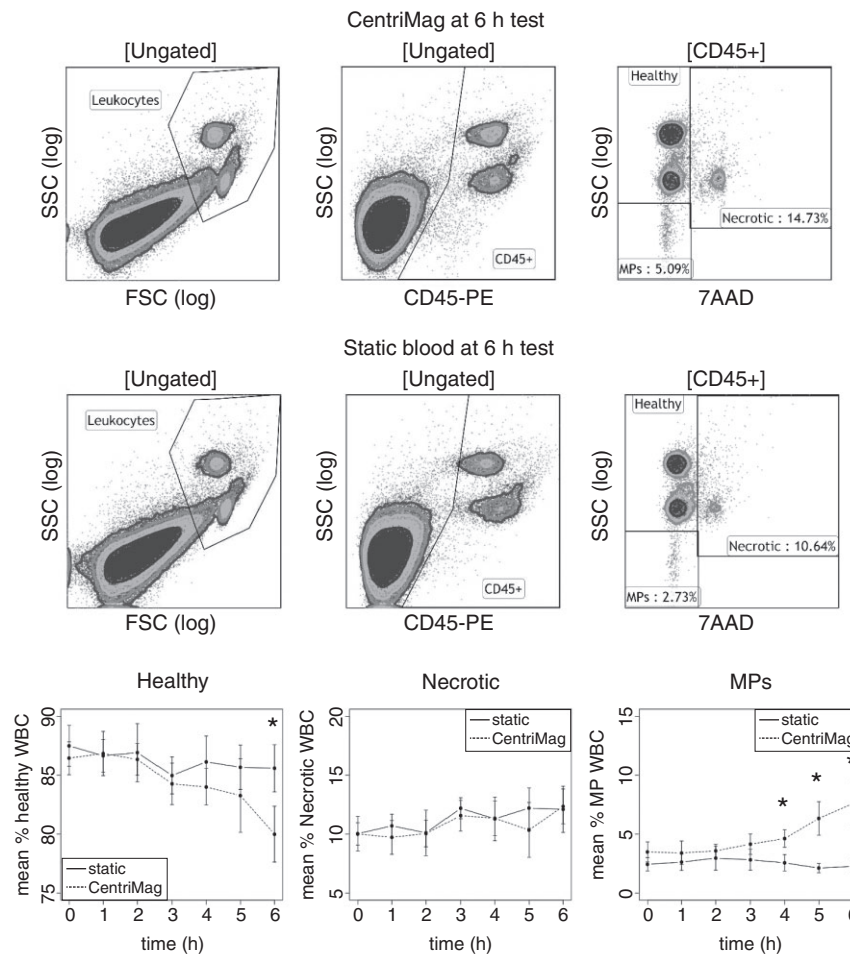 CentriMag at 6 h test
[Ungated] [Ungated] [CD45+]
Leukocytes
SSC (log)
FSC (log)
CD45+
SSC (log)
CD45-PE
Healthy
Necrotic : 14.73%
MPs : 5.09%
SSC (log)
7AAD
Static blood at 6 h test
[Ungated] [Ungated] [CD45+]
Leukocytes
SSC (log)
FSC (log)
CD45+
SSC (log)
CD45-PE
Healthy
Necrotic : 10.64%
MPs : 2.73%
SSC (log)
7AAD
Healthy
mean % healthy WBC
90
85
80
75
*
static
CentriMag
0 1 2 3 4 5 6
time (h)
Necrotic
mean % Necrotic WBC
20
15
10
5
static
CentriMag
0 1 2 3 4 5 6
time (h)
MPs
mean % MP WBC
15
10
5
0
static
CentriMag
* * *
0 1 2 3 4 5 6
time (h)